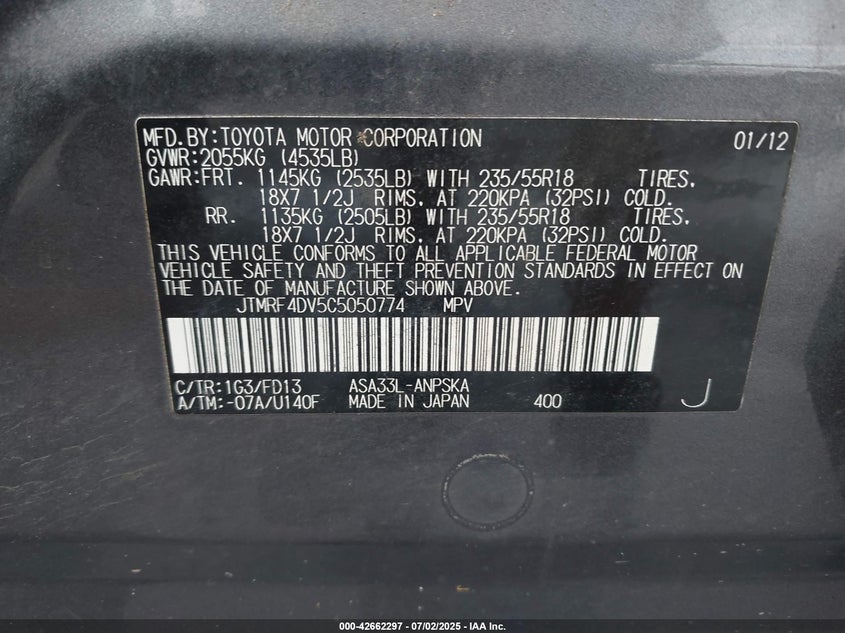 MFD.BY:TOYOTA MOTOR CORPORATION 01/12
GVWR:2055KG (4535LB)
GAWR:FRT. 1145KG (2535LB) WITH 235/55R18 TIRES,
18X7 1/2J RIMS, AT 220KPA (32PSI) COLD.
RR. 1135KG (2505LB) WITH 235/55R18 TIRES,
18X7 1/2J RIMS, AT 220KPA (32PSI) COLD.
THIS VEHICLE CONFORMS TO ALL APPLICABLE FEDERAL MOTOR
VEHICLE SAFETY AND THEFT PREVENTION STANDARDS IN EFFECT ON
THE DATE OF MANUFACTURE SHOWN ABOVE.
JTMRF4DV5C5050774 MPV
C/TR:1G3/FD13 ASA33L-ANPSKA
A/TM:-07A/U140F MADE IN JAPAN 400 J
000-42662297 - 07/02/2025 - IAA Inc.